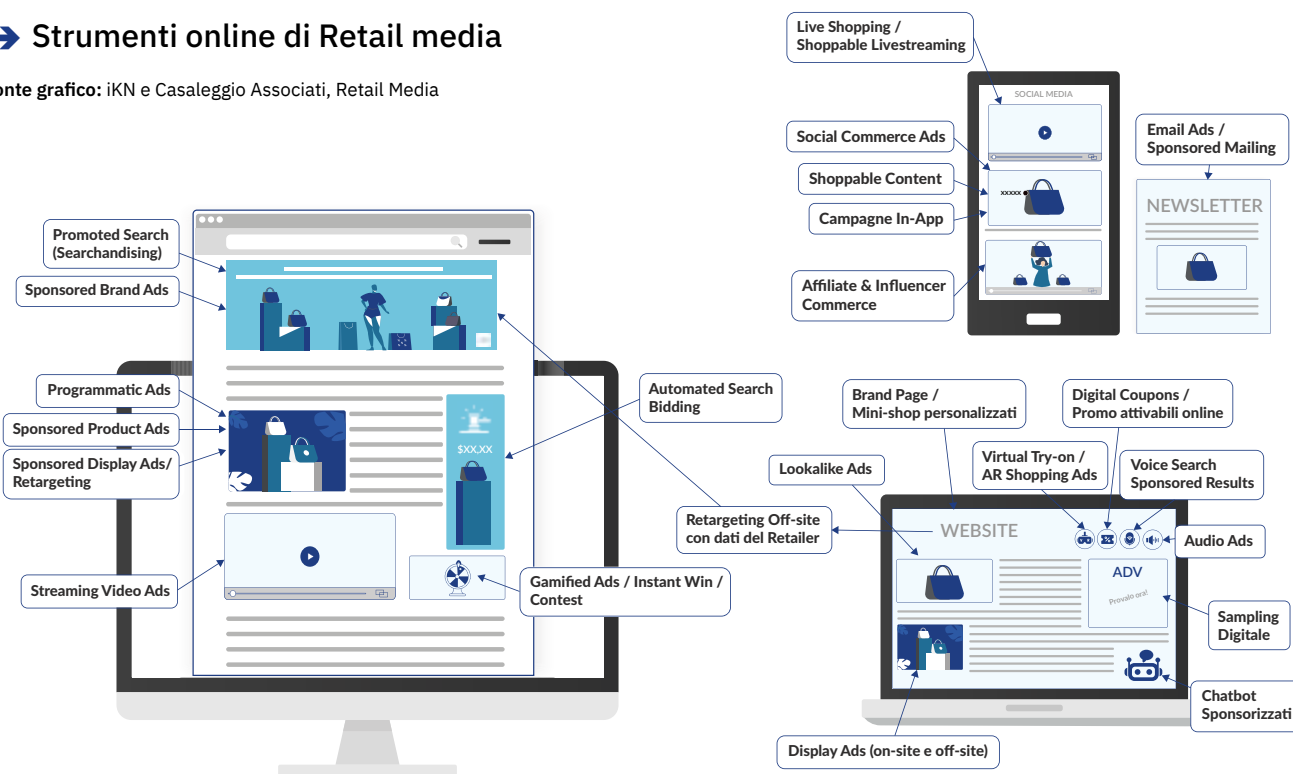 Strumenti online di Retail media
onte grafico: iKN e Casaleggio Associati, Retail Media
Promoted Search
(Searchandising)
Sponsored Brand Ads
Programmatic Ads
Sponsored Product Ads
Sponsored Display Ads/
Retargeting
Streaming Video Ads
$XX,XX
Automated Search
Bidding
Retargeting Off-site
con dati del Retailer
Gamified Ads / Instant Win /
Contest
Live Shopping /
Shoppable Livestreaming
Social Commerce Ads
Shoppable Content
Campagne In-App
Affiliate & Influencer
Commerce
SOCIAL MEDIA
xxxxx
Email Ads /
Sponsored Mailing
NEWSLETTER
Brand Page /
Mini-shop personalizzati
Digital Coupons /
Promo attivabili online
Lookalike Ads
Virtual Try-on /
AR Shopping Ads
Voice Search
Sponsored Results
Audio Ads
WEBSITE
ADV
Provalo ora!
Sampling
Digitale
Chatbot
Sponsorizzati
Display Ads (on-site e off-site)